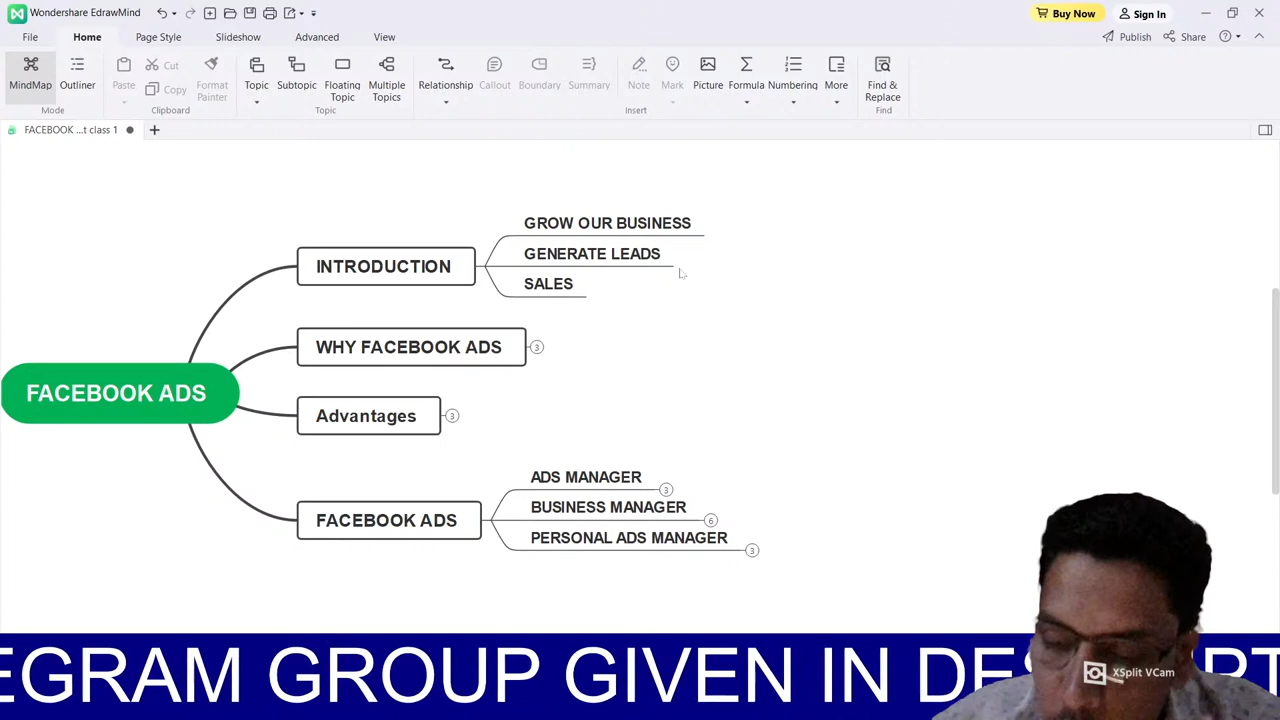 Wondershare EdrawMind
Buy Now
Sign In
File
Home
Page Style
Slideshow
Advanced
View
Publish
Share
MindMap
Outliner
Mode
Paste
Cut
Copy
Format Painter
Clipboard
Topic
Subtopic
Floating Topic
Multiple Topics
Topic
Relationship
Callout
Boundary
Summary
Note
Mark
Picture
Formula
Numbering
More
Insert
Find & Replace
Find
FACEBOOK ...t class 1
FACEBOOK ADS
INTRODUCTION
GROW OUR BUSINESS
GENERATE LEADS
SALES
WHY FACEBOOK ADS
3
Advantages
3
FACEBOOK ADS
ADS MANAGER
3
BUSINESS MANAGER
6
PERSONAL ADS MANAGER
3
EGRAM GROUP GIVEN IN DES
XSplit VCam